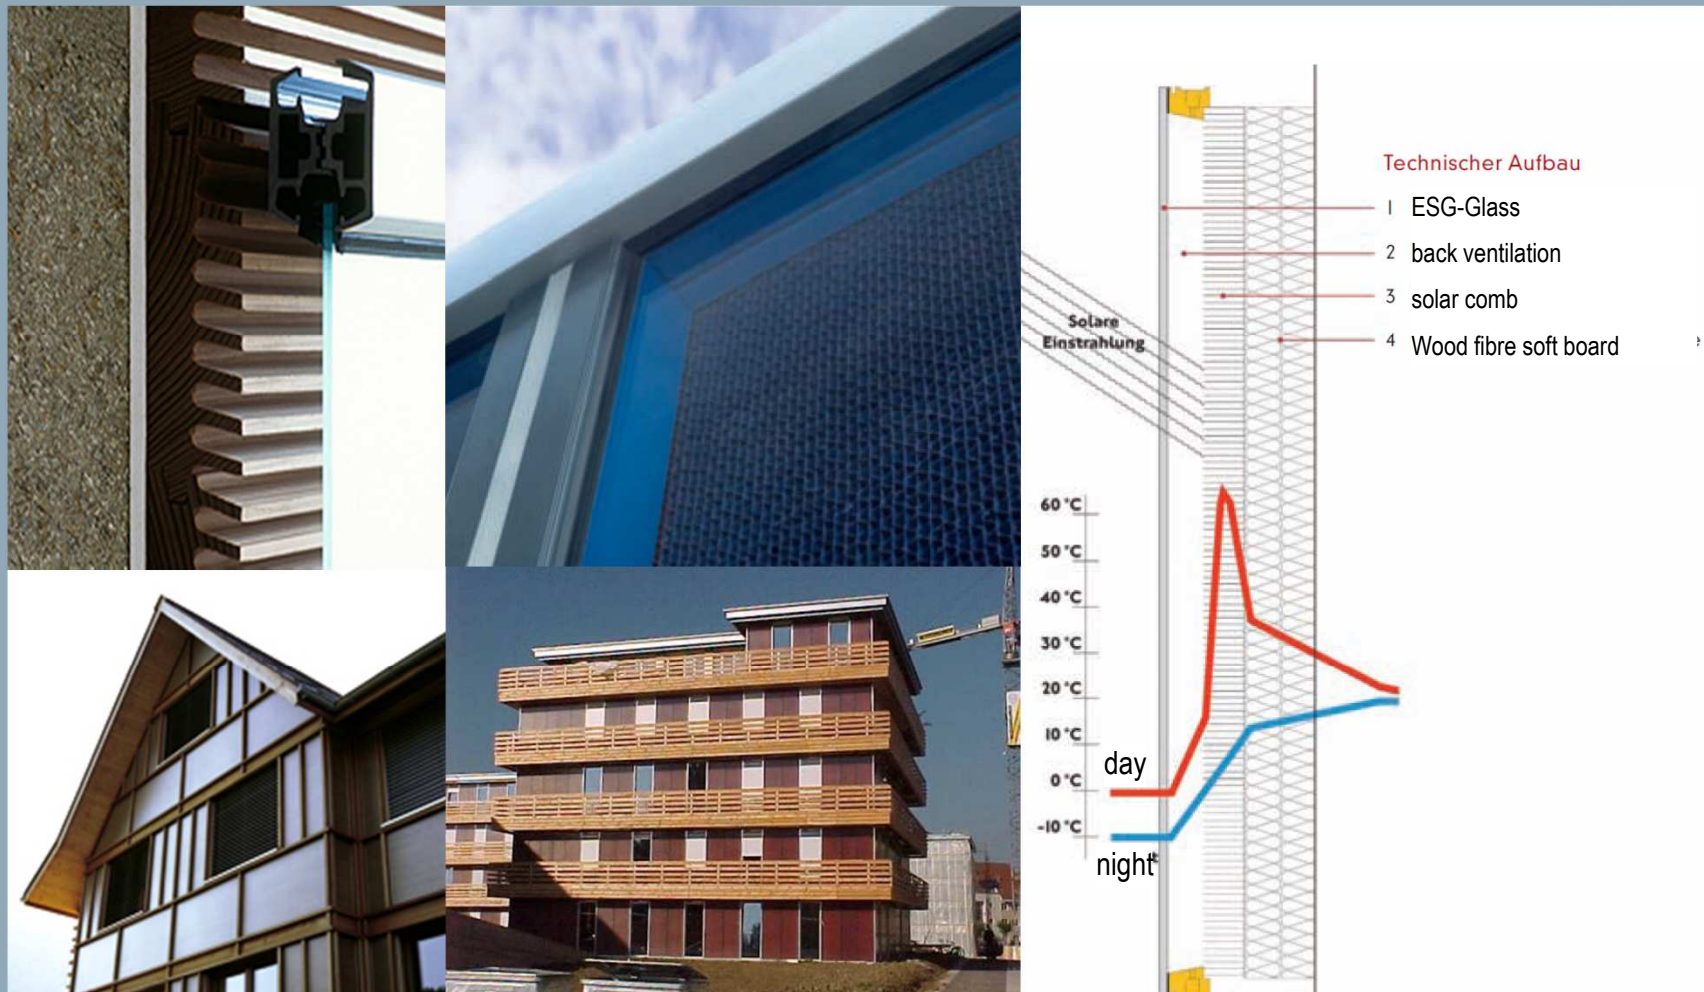 Technischer Aufbau
1 ESG-Glass
2 back ventilation
3 solar comb
4 Wood fibre soft board
Solare
Einstrahlung
60 °C
50 °C
40 °C
30 °C
20 °C
10 °C
0 °C
-10 °C
day
night